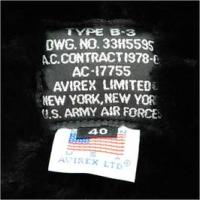 TYPE B-3
DWG. NO. 33H5595
A.C. CONTRACT 1978-
AC-17755
AVIREX LIMITED
NEW YORK, NEW YORK
U.S. ARMY AIR FORCES
40
AVIREX LTD